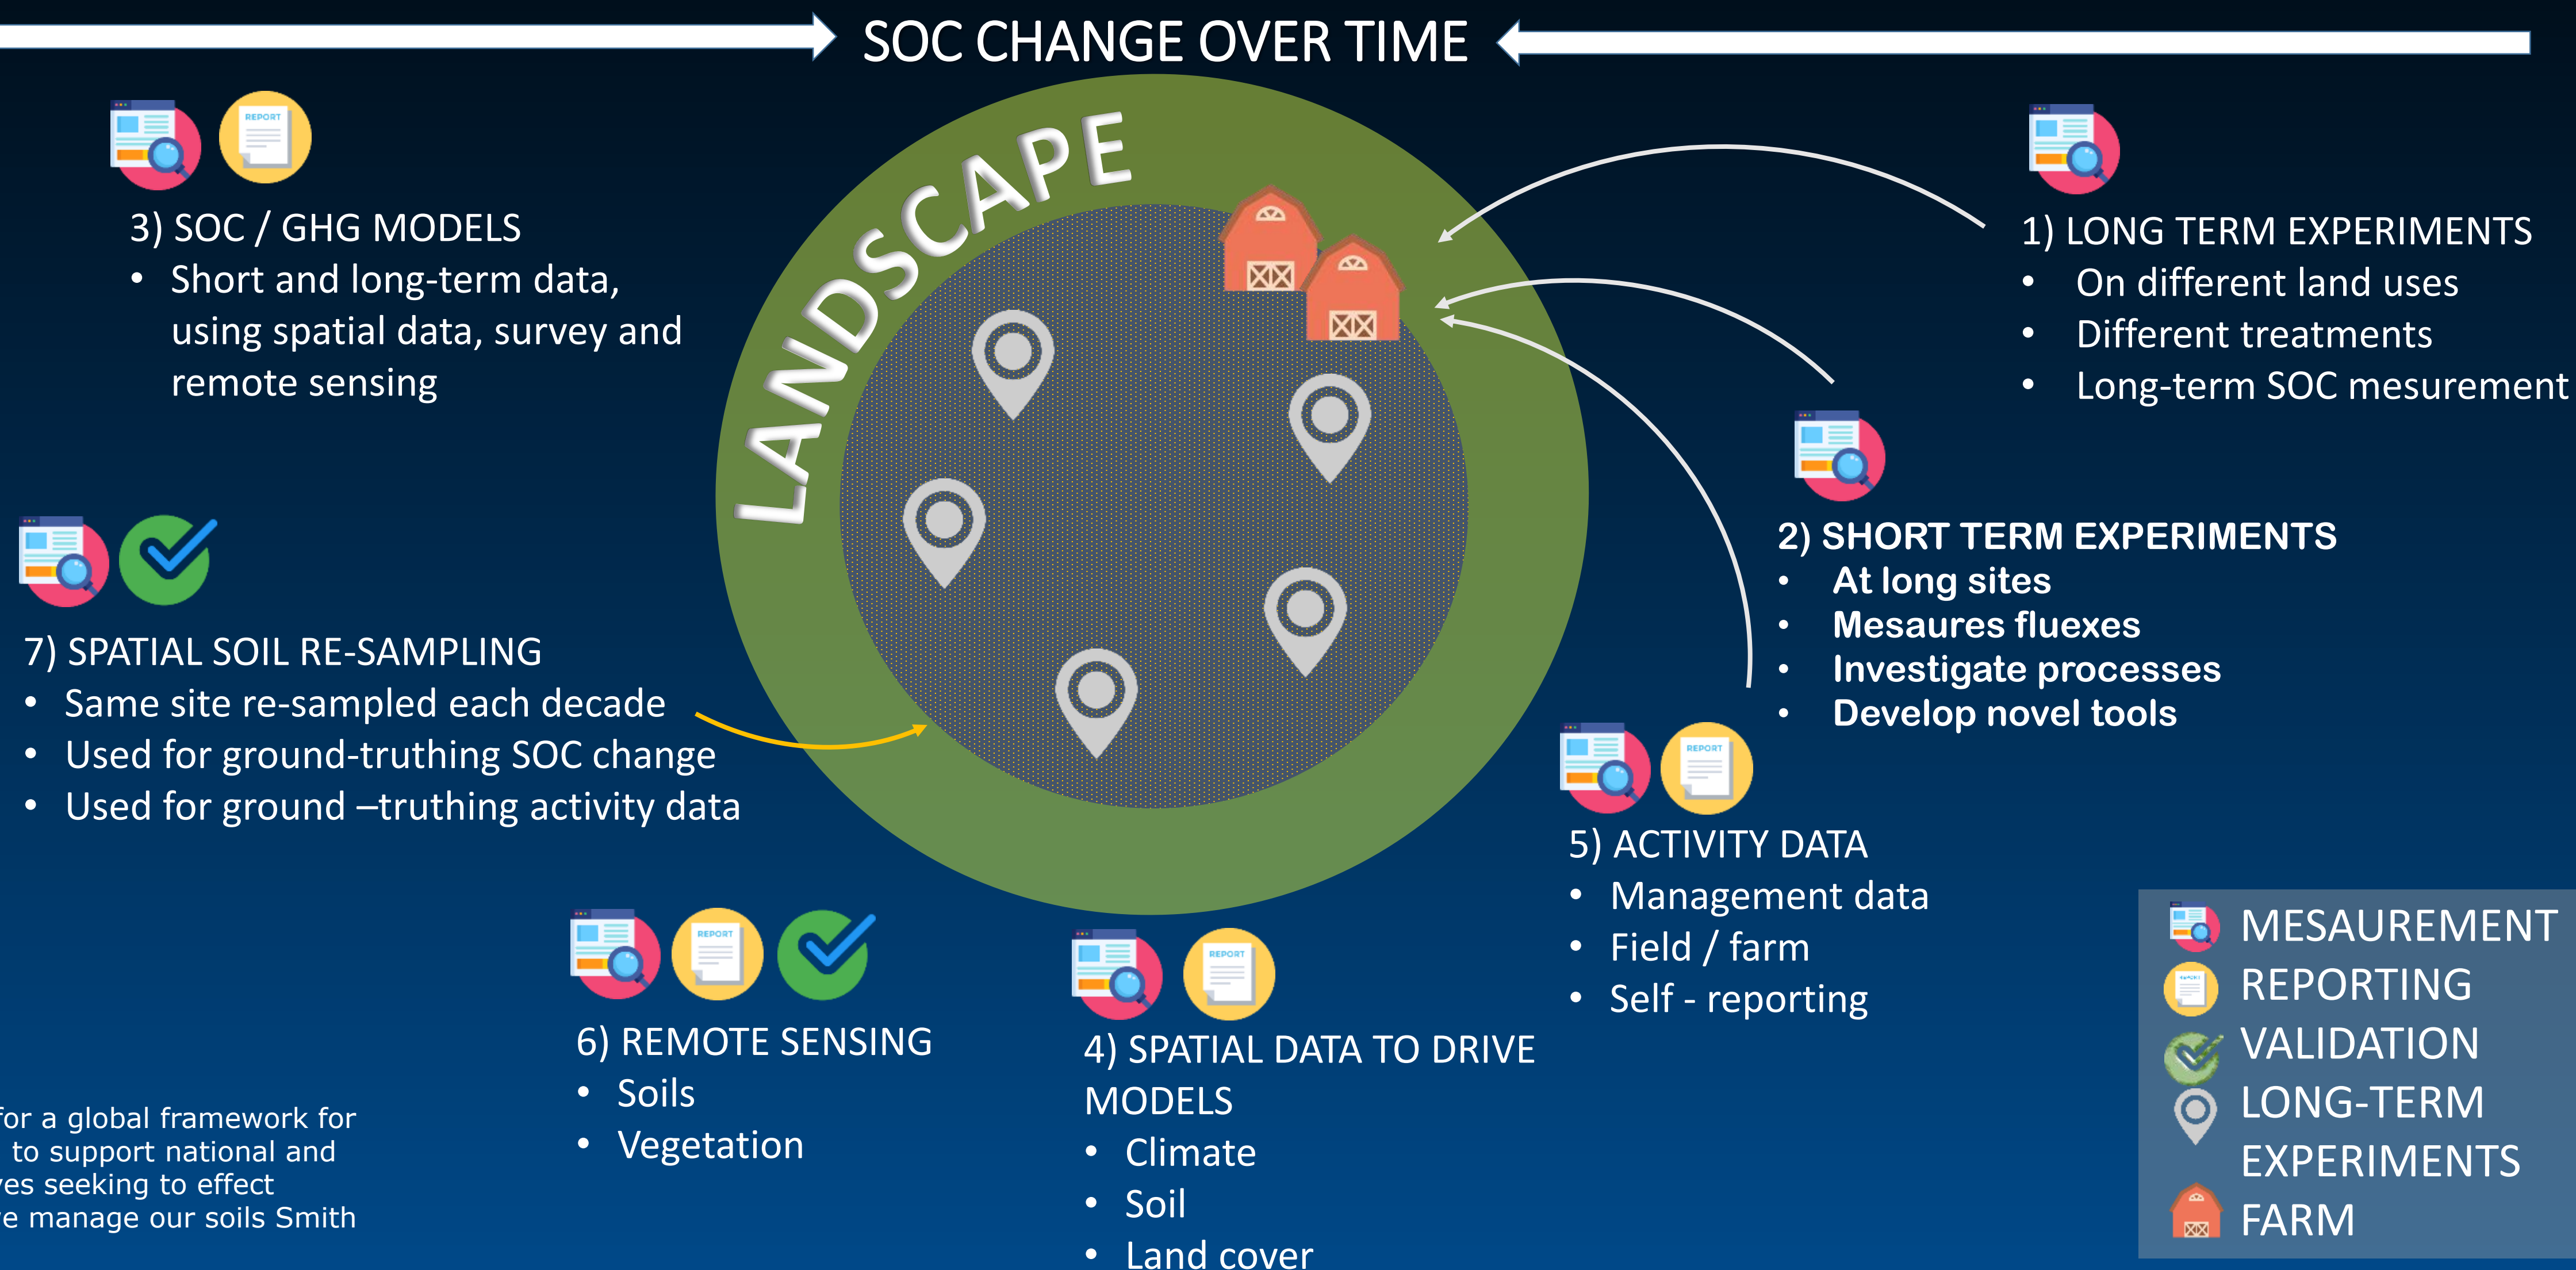 SOC CHANGE OVER TIME
LANDSCAPE
REPORT
3) SOC / GHG MODELS
• Short and long-term data,
using spatial data, survey and
remote sensing
1) LONG TERM EXPERIMENTS
• On different land uses
• Different treatments
• Long-term SOC mesurement
2) SHORT TERM EXPERIMENTS
• At long sites
• Mesaures fluexes
• Investigate processes
• Develop novel tools
7) SPATIAL SOIL RE-SAMPLING
• Same site re-sampled each decade
• Used for ground-truthing SOC change
• Used for ground –truthing activity data
REPORT
5) ACTIVITY DATA
• Management data
• Field / farm
• Self - reporting
REPORT
6) REMOTE SENSING
• Soils
• Vegetation
REPORT
4) SPATIAL DATA TO DRIVE
MODELS
• Climate
• Soil
• Land cover
for a global framework for
to support national and
es seeking to effect
e manage our soils Smith
MESAUREMENT
REPORT
REPORTING
VALIDATION
LONG-TERM
EXPERIMENTS
FARM